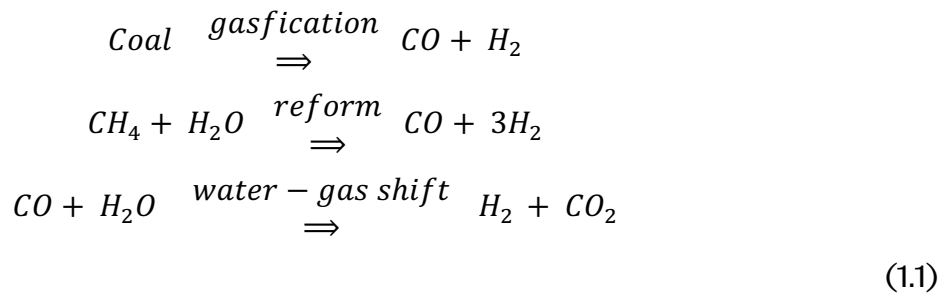 Coal gasfication ⟹ CO + H₂
CH₄ + H₂O reform ⟹ CO + 3H₂
CO + H₂O water − gas shift ⟹ H₂ + CO₂
(1.1)